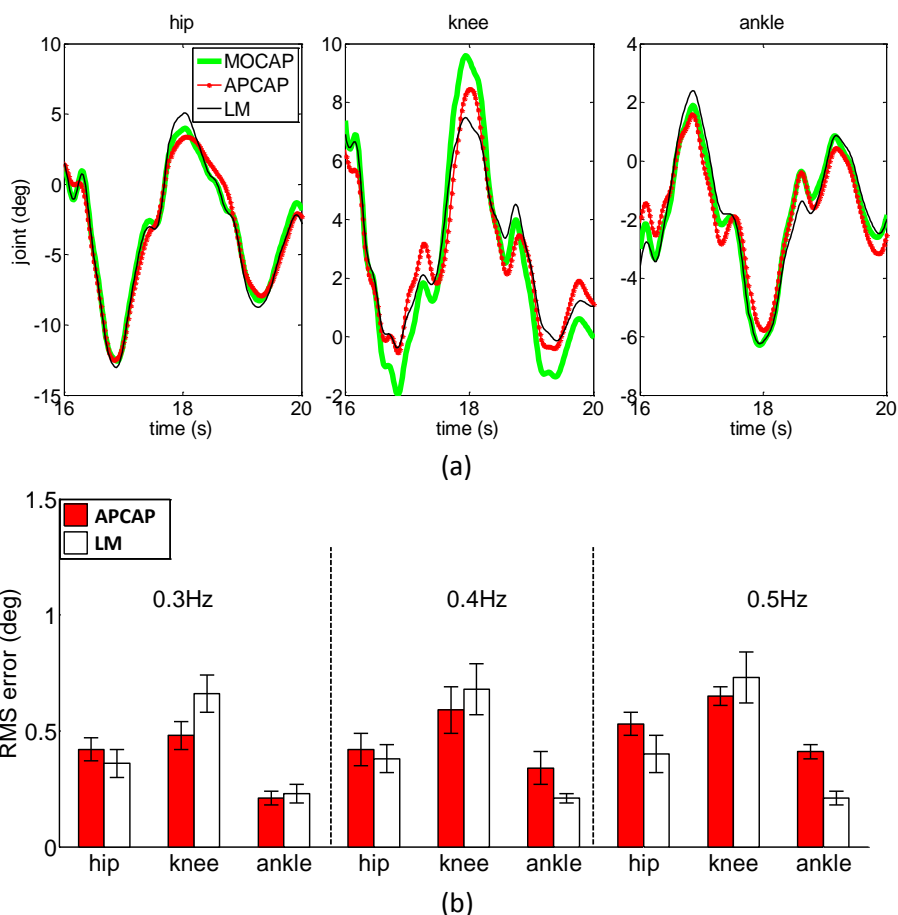 hip
knee
ankle
10
5
0
-5
-10
-15
joint (deg)
MOCAP
APCAP
LM
16
18
20
time (s)
10
8
6
4
2
0
-2
16
18
20
time (s)
4
2
0
-2
-4
-6
-8
16
18
20
time (s)
(a)
1.5
1
0.5
0
RMS error (deg)
APCAP
LM
0.3Hz
0.4Hz
0.5Hz
hip
knee
ankle
hip
knee
ankle
hip
knee
ankle
(b)